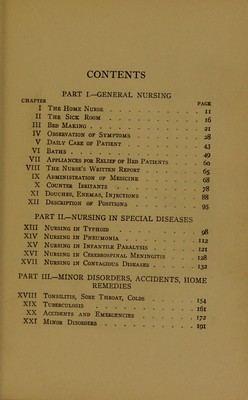 CONTENTS
PART I.—GENERAL NURSING
CHAPTER PAGE
I The Home Nurse . . . . . . . . 11
II The Sick Room . . . . . . . . 16
III Bed Making . . . . . . . . . 21
IV Observation of Symptoms . . . . . 28
V Daily Care of Patient . . . . . . 43
VI Baths . . . . . . . . . . . 49
VII Appliances for Relief of Bed Patients . 60
VIII The Nurse's Written Report . . . . 65
IX Administration of Medicine . . . . 68
X Counter Irritants . . . . . . . 78
XI Douches, Enemas, Injections . . . . 88
XII Description of Positions . . . . . 95
PART II.—NURSING IN SPECIAL DISEASES
XIII Nursing in Typhoid . . . . . . . 98
XIV Nursing in Pneumonia . . . . . . 112
XV Nursing in Infantile Paralysis . . . 121
XVI Nursing in Cerebrospinal Meningitis . 128
XVII Nursing in Contagious Diseases . . . 132
PART III.—MINOR DISORDERS, ACCIDENTS, HOME
REMEDIES
XVIII Tonsilitis, Sore Throat, Colds . . . 154
XIX Tuberculosis . . . . . . . . 161
XX Accidents and Emergencies . . . . 172
XXI Minor Disorders . . . . . . . 191